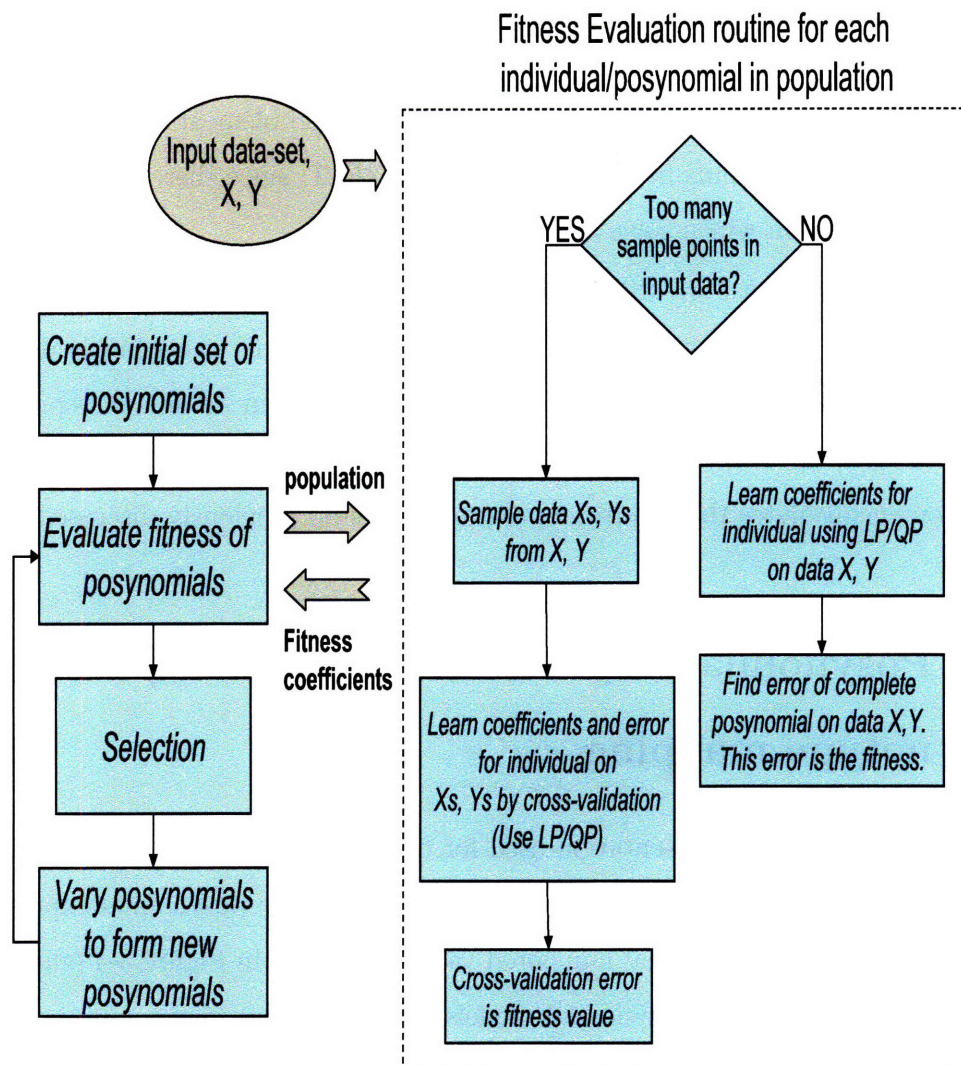 Fitness Evaluation routine for each
individual/posynomial in population
Input data-set,
X, Y
Too many
sample points in
input data?
YES
NO
Create initial set of
posynomials
Evaluate fitness of
posynomials
population
Fitness
coefficients
Selection
Vary posynomials
to form new
posynomials
Sample data Xs, Ys
from X, Y
Learn coefficients and error
for individual on
Xs, Ys by cross-validation
(Use LP/QP)
Cross-validation error
is fitness value
Learn coefficients for
individual using LP/QP
on data X, Y
Find error of complete
posynomial on data X,Y.
This error is the fitness.